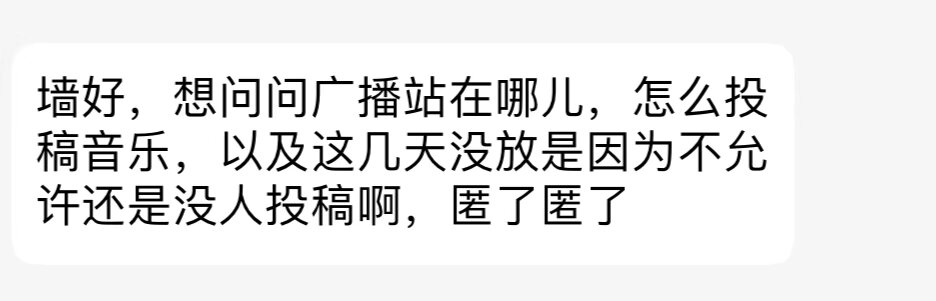 墙好，想问问广播站在哪儿，怎么投
稿音乐，以及这几天没放是因为不允
许还是没人投稿啊，匿了匿了